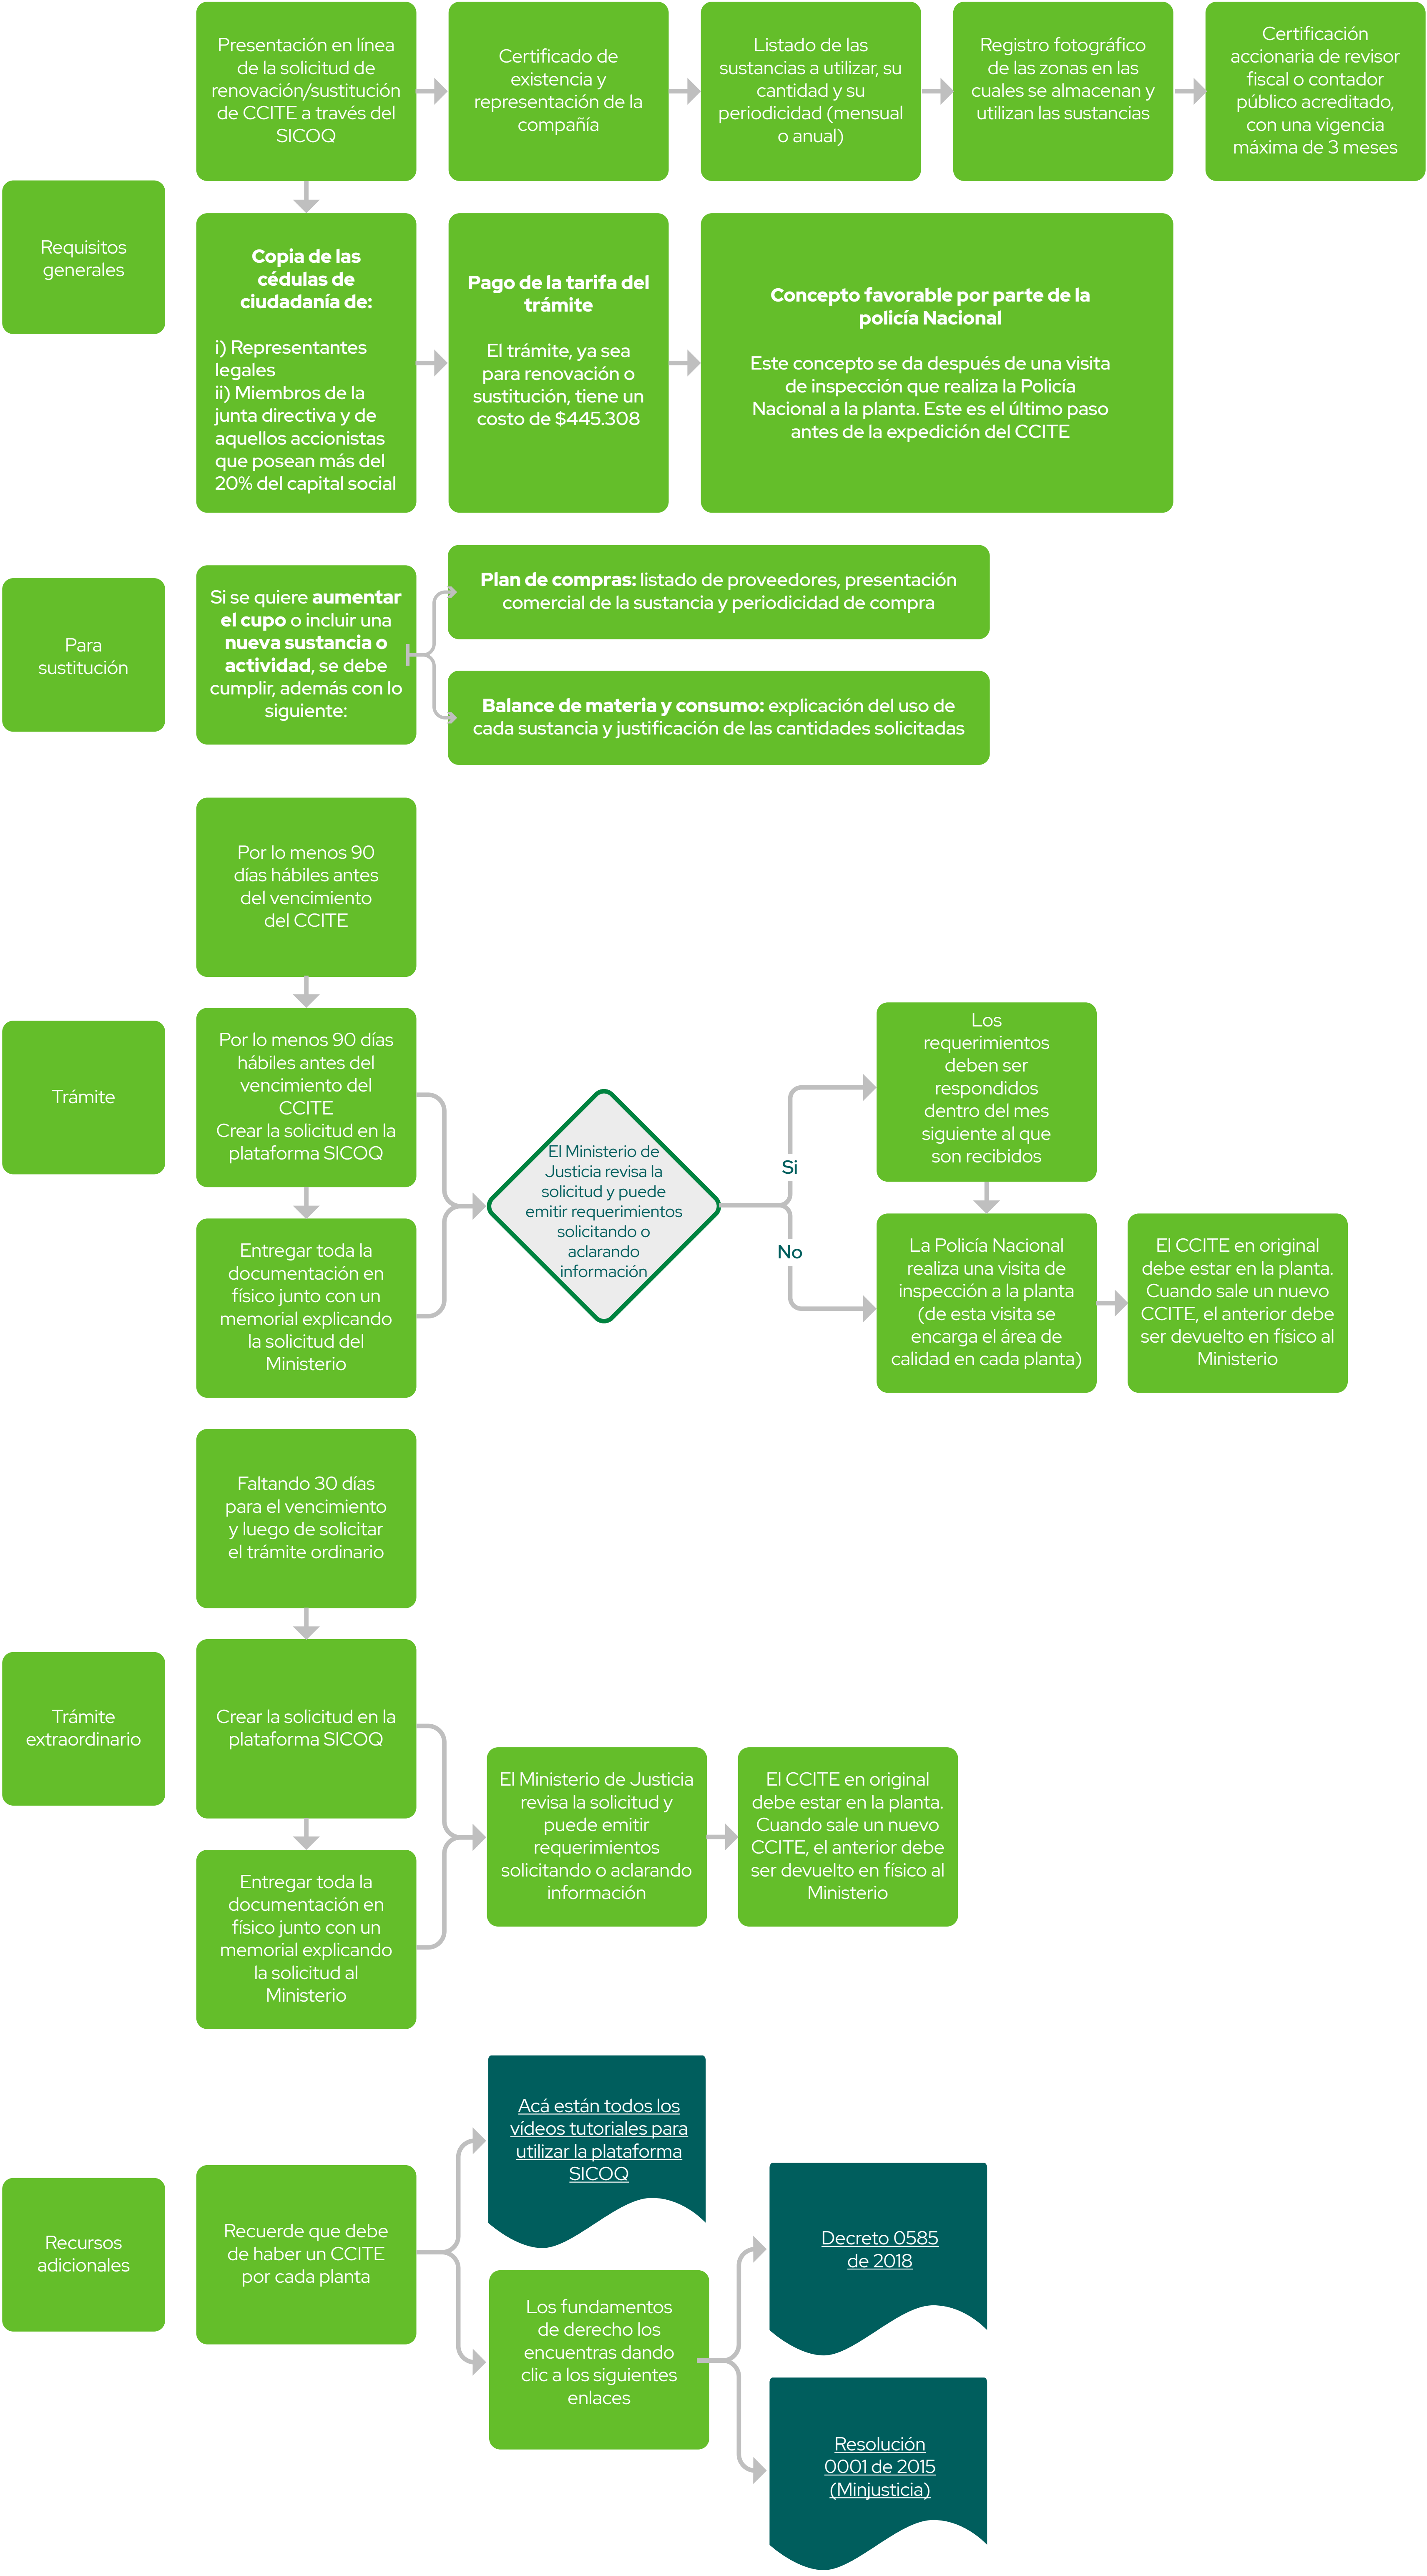 Presentación en línea
de la solicitud de
renovación/sustitución
de CCITE a través del
SICOQ
Certificado de
existencia y
representación de la
compañía
Listado de las
sustancias a utilizar, su
cantidad y su
periodicidad (mensual
o anual)
Registro fotográfico
de las zonas en las
cuales se almacenan y
utilizan las sustancias
Certificación
accionaria de revisor
fiscal o contador
público acreditado,
con una vigencia
máxima de 3 meses
Requisitos
generales
Copia de las
cédulas de
ciudadanía de:
i) Representantes
legales
ii) Miembros de la
junta directiva y de
aquellos accionistas
que posean más del
20% del capital social
Pago de la tarifa del
trámite
El trámite, ya sea
para renovación o
sustitución, tiene un
costo de $445.308
Concepto favorable por parte de la
policía Nacional
Este concepto se da después de una visita
de inspección que realiza la Policía
Nacional a la planta. Este es el último paso
antes de la expedición del CCITE
Para
sustitución
Si se quiere aumentar
el cupo o incluir una
nueva sustancia o
actividad, se debe
cumplir, además con lo
siguiente:
Plan de compras: listado de proveedores, presentación
comercial de la sustancia y periodicidad de compra
Balance de materia y consumo: explicación del uso de
cada sustancia y justificación de las cantidades solicitadas
Por lo menos 90
días hábiles antes
del vencimiento
del CCITE
Trámite
Por lo menos 90 días
hábiles antes del
vencimiento del
CCITE
Crear la solicitud en la
plataforma SICOQ
Entregar toda la
documentación en
físico junto con un
memorial explicando
la solicitud del
Ministerio
El Ministerio de
Justicia revisa la
solicitud y puede
emitir requerimientos
solicitando o
aclarando
información
Si
No
Los
requerimientos
deben ser
respondidos
dentro del mes
siguiente al que
son recibidos
La Policía Nacional
realiza una visita de
inspección a la planta
(de esta visita se
encarga el área de
calidad en cada planta)
El CCITE en original
debe estar en la planta.
Cuando sale un nuevo
CCITE, el anterior debe
ser devuelto en físico al
Ministerio
Faltando 30 días
para el vencimiento
y luego de solicitar
el trámite ordinario
Trámite
extraordinario
Crear la solicitud en la
plataforma SICOQ
Entregar toda la
documentación en
físico junto con un
memorial explicando
la solicitud al
Ministerio
El Ministerio de Justicia
revisa la solicitud y
puede emitir
requerimientos
solicitando o aclarando
información
El CCITE en original
debe estar en la planta.
Cuando sale un nuevo
CCITE, el anterior debe
ser devuelto en físico al
Ministerio
Recursos
adicionales
Recuerde que debe
de haber un CCITE
por cada planta
Acá están todos los
vídeos tutoriales para
utilizar la plataforma
SICOQ
Los fundamentos
de derecho los
encuentras dando
clic a los siguientes
enlaces
Decreto 0585
de 2018
Resolución
0001 de 2015
(Minjusticia)